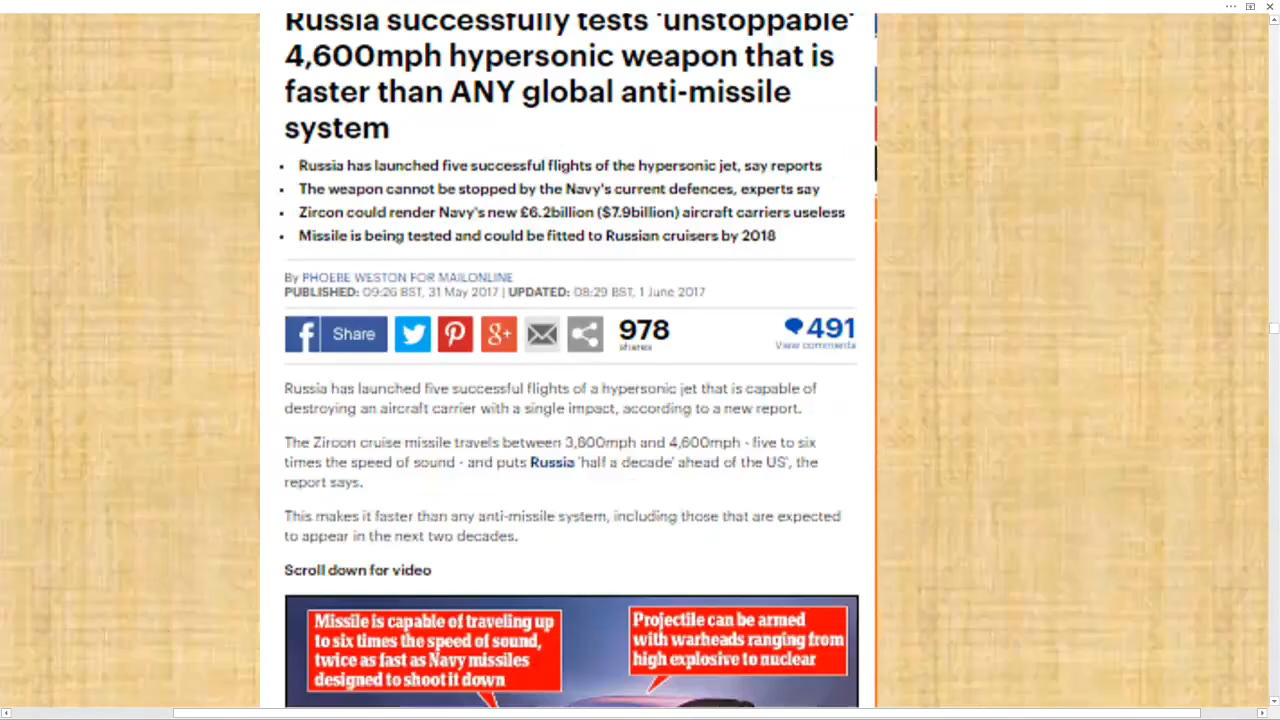 Russia successfully tests 'unstoppable'
4,600mph hypersonic weapon that is
faster than ANY global anti-missile
system
• Russia has launched five successful flights of the hypersonic jet, say reports
• The weapon cannot be stopped by the Navy's current defences, experts say
• Zircon could render Navy's new £6.2billion ($7.9billion) aircraft carriers useless
• Missile is being tested and could be fitted to Russian cruisers by 2018
By PHOEBE WESTON FOR MAILONLINE
PUBLISHED: 09:26 BST, 31 May 2017 | UPDATED: 08:29 BST, 1 June 2017
f Share g+ 978 shares 491 View comments
Russia has launched five successful flights of a hypersonic jet that is capable of
destroying an aircraft carrier with a single impact, according to a new report.
The Zircon cruise missile travels between 3,800mph and 4,600mph - five to six
times the speed of sound - and puts Russia 'half a decade' ahead of the US', the
report says.
This makes it faster than any anti-missile system, including those that are expected
to appear in the next two decades.
Scroll down for video
Missile is capable of traveling up
to six times the speed of sound,
twice as fast as Navy missiles
designed to shoot it down
Projectile can be armed
with warheads ranging from
high explosive to nuclear